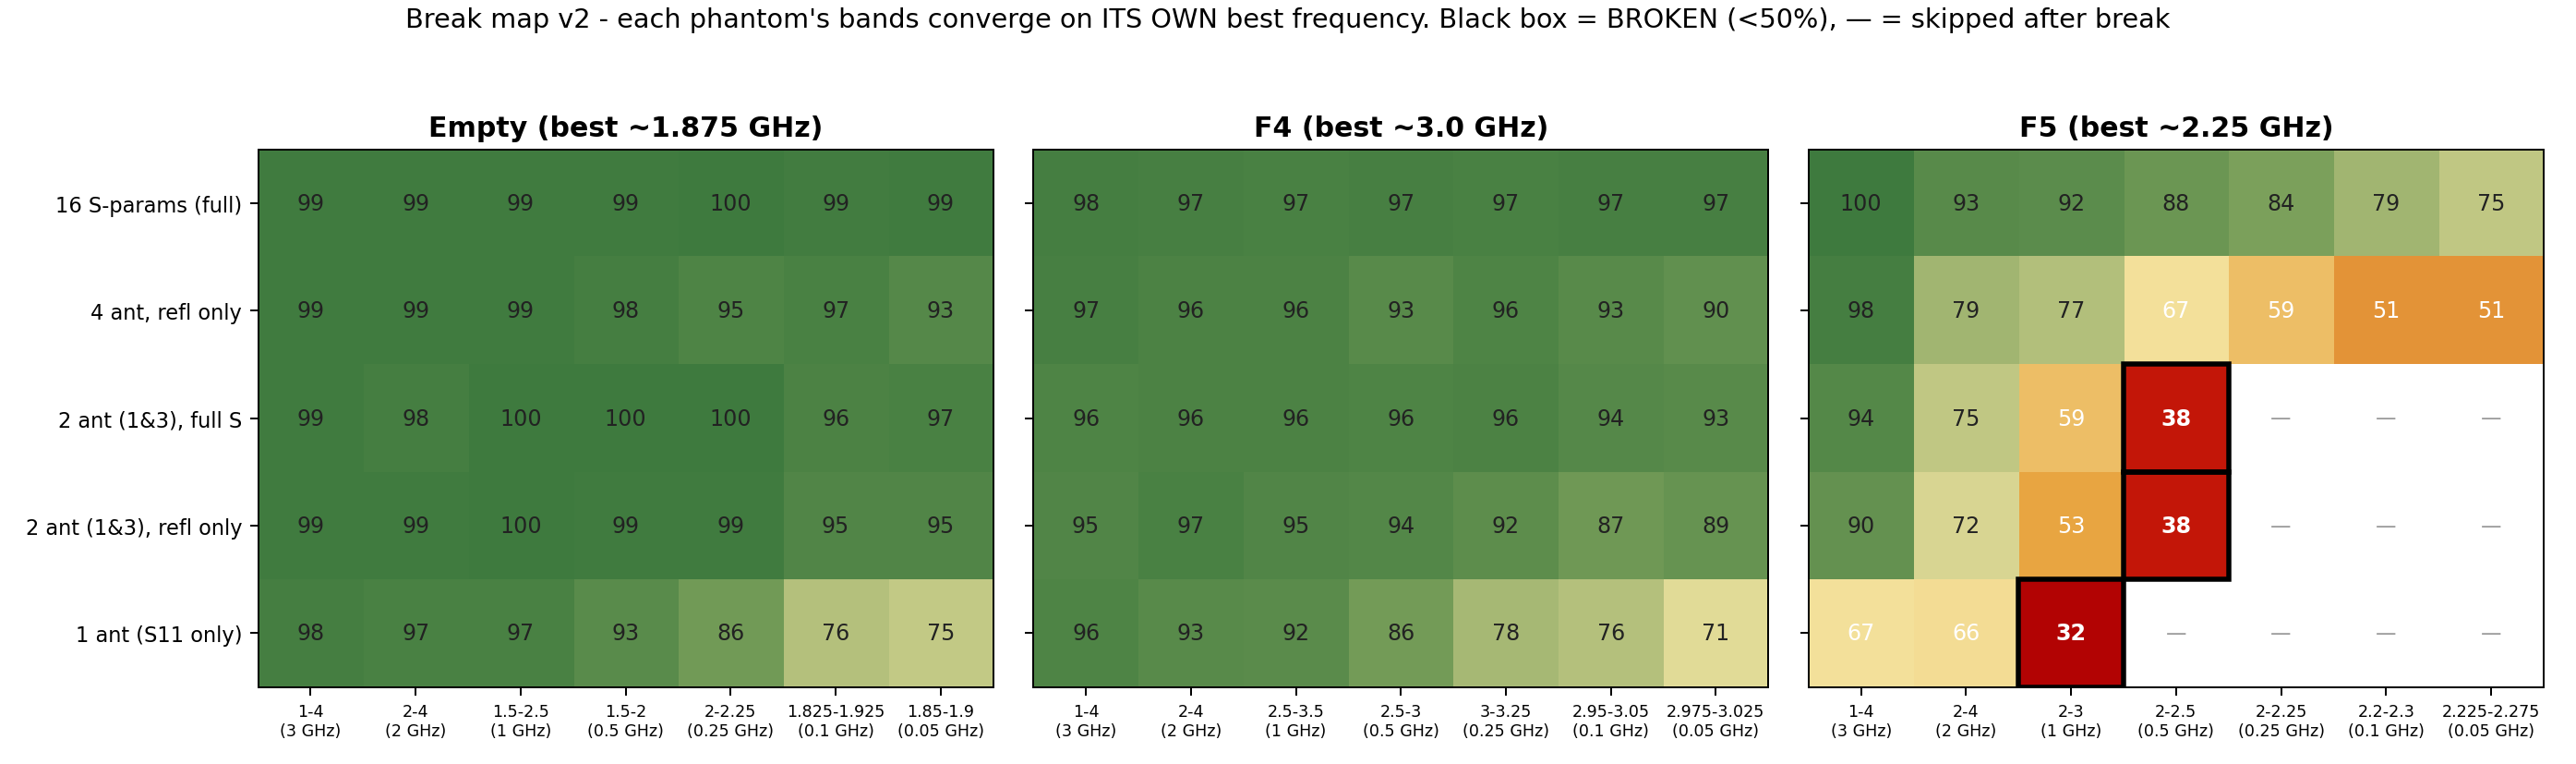 Break map v2 - each phantom's bands converge on ITS OWN best frequency. Black box = BROKEN (<50%), — = skipped after break
Empty (best ~1.875 GHz)
F4 (best ~3.0 GHz)
F5 (best ~2.25 GHz)
16 S-params (full) 99 99 99 99 100 99 99 98 97 97 97 97 97 97 100 93 92 88 84 79 75
4 ant, refl only 99 99 99 98 95 97 93 97 96 96 93 96 93 90 98 79 77 67 59 51 51
2 ant (1&3), full S 99 98 100 100 100 96 97 96 96 96 96 96 94 93 94 75 59 38 — — —
2 ant (1&3), refl only 99 99 100 99 99 95 95 95 97 95 94 92 87 89 90 72 53 38 — — —
1 ant (S11 only) 98 97 97 93 86 76 75 96 93 92 86 78 76 71 67 66 32 — — — —
1-4 2-4 1.5-2.5 1.5-2 2-2.25 1.825-1.925 1.85-1.9 1-4 2-4 2.5-3.5 2.5-3 3-3.25 2.95-3.05 2.975-3.025 1-4 2-4 2-3 2-2.5 2-2.25 2.2-2.3 2.225-2.275
(3 GHz) (2 GHz) (1 GHz) (0.5 GHz) (0.25 GHz) (0.1 GHz) (0.05 GHz) (3 GHz) (2 GHz) (1 GHz) (0.5 GHz) (0.25 GHz) (0.1 GHz) (0.05 GHz) (3 GHz) (2 GHz) (1 GHz) (0.5 GHz) (0.25 GHz) (0.1 GHz) (0.05 GHz)